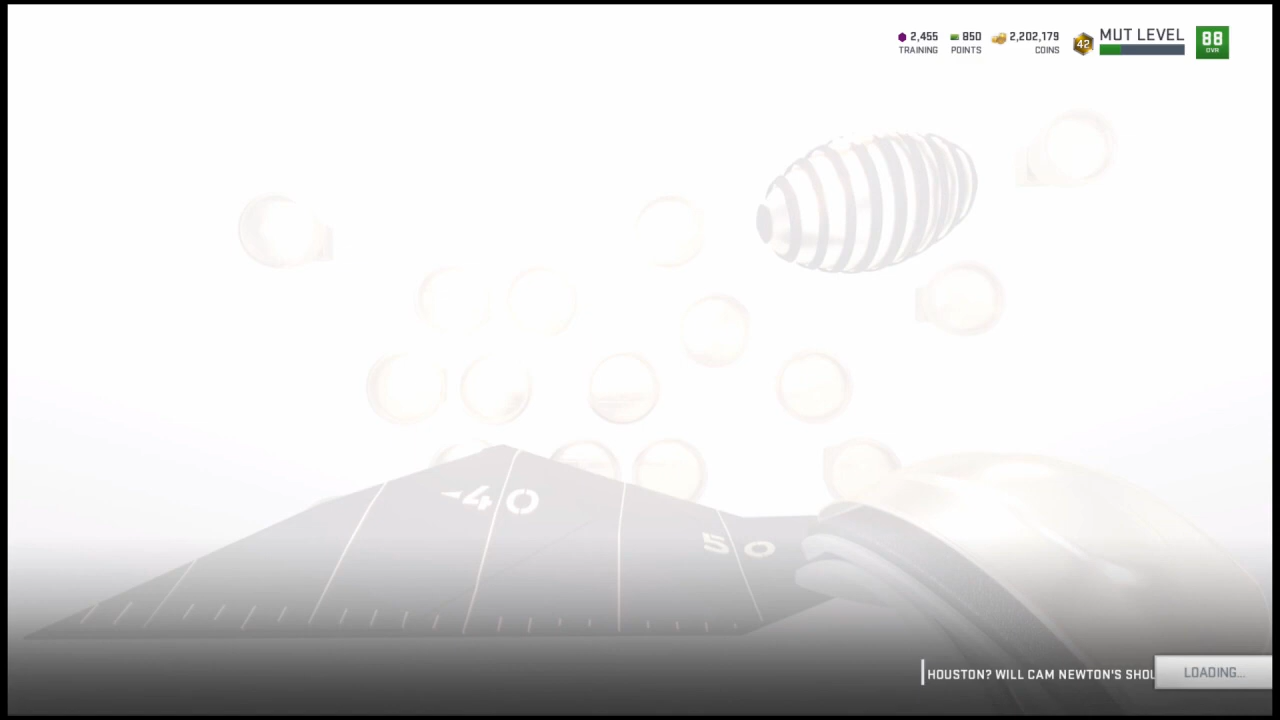 2,455 850 2,202,179 42 MUT LEVEL 88
TRAINING POINTS COINS OVR
40
50
HOUSTON? WILL CAM NEWTON'S SHOU LOADING...